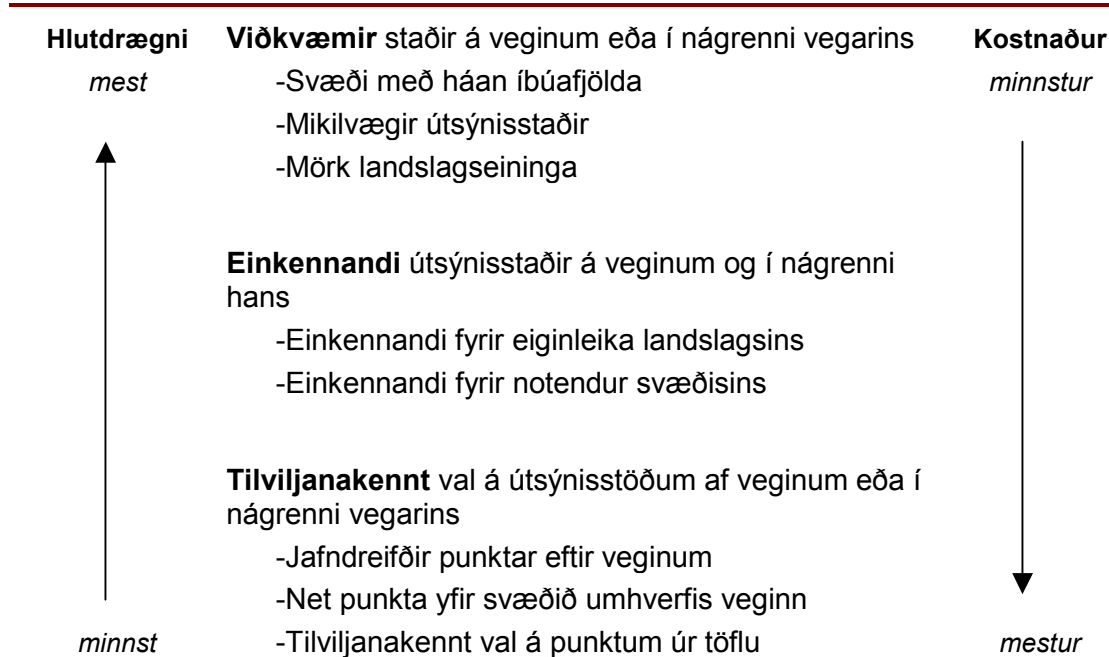 Hlutdrægni Viðkvæmir staðir á veginum eða í nágrenni vegarins Kostnaður
mest -Svæði með háan íbúafjölda minnstur
-Mikilvægir útsýnisstaðir
-Mörk landslagseininga
Einkennandi útsýnisstaðir á veginum og í nágrenni
hans
-Einkennandi fyrir eiginleika landslagsins
-Einkennandi fyrir notendur svæðisins
Tilviljanakennt val á útsýnisstöðum af veginum eða í
nágrenni vegarins
-Jafndreifðir punktar eftir veginum
-Net punkta yfir svæðið umhverfis veginn
minnst -Tilviljanakennt val á punktum úr töflu mestur